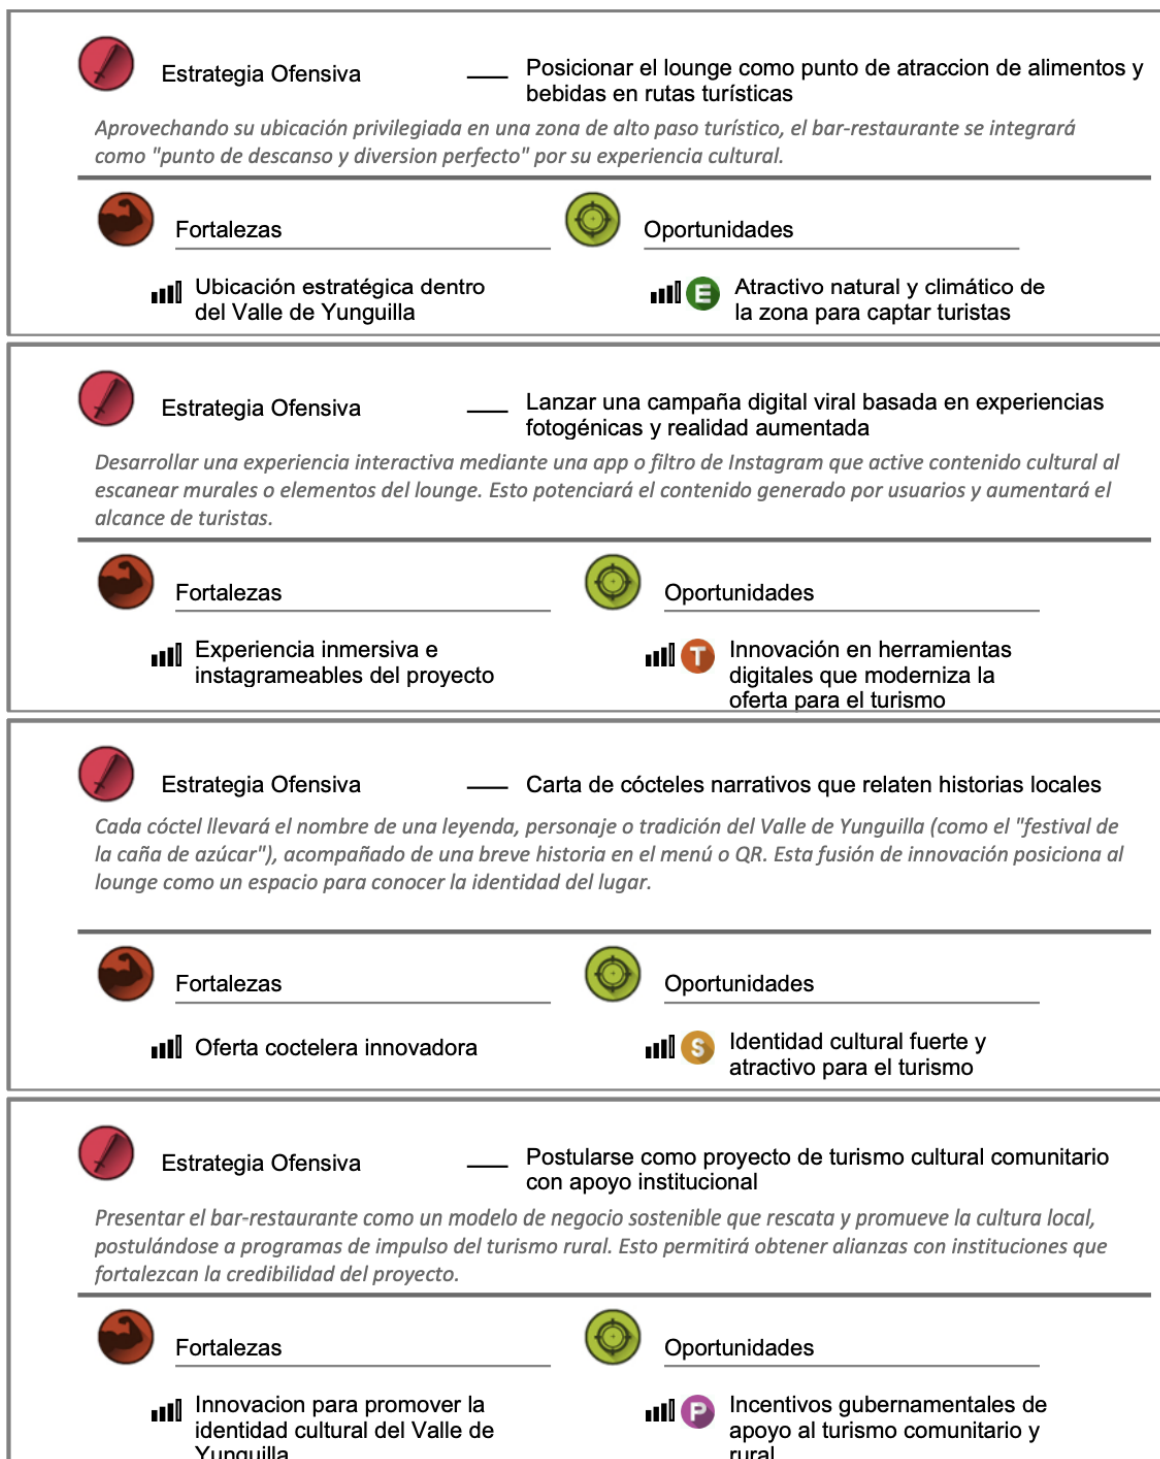 Estrategia Ofensiva
Posicionar el lounge como punto de atraccion de alimentos y
bebidas en rutas turísticas
Aprovechando su ubicación privilegiada en una zona de alto paso turístico, el bar-restaurante se integrará
como "punto de descanso y diversion perfecto" por su experiencia cultural.
Fortalezas
Oportunidades
Ubicación estratégica dentro
del Valle de Yunguilla
E
Atractivo natural y climático de
la zona para captar turistas
Estrategia Ofensiva
Lanzar una campaña digital viral basada en experiencias
fotogénicas y realidad aumentada
Desarrollar una experiencia interactiva mediante una app o filtro de Instagram que active contenido cultural al
escanear murales o elementos del lounge. Esto potenciará el contenido generado por usuarios y aumentará el
alcance de turistas.
Fortalezas
Oportunidades
Experiencia inmersiva e
instagrameables del proyecto
T
Innovación en herramientas
digitales que moderniza la
oferta para el turismo
Estrategia Ofensiva
Carta de cócteles narrativos que relaten historias locales
Cada cóctel llevará el nombre de una leyenda, personaje o tradición del Valle de Yunguilla (como el "festival de
la caña de azúcar"), acompañado de una breve historia en el menú o QR. Esta fusión de innovación posiciona al
lounge como un espacio para conocer la identidad del lugar.
Fortalezas
Oportunidades
Oferta coctelera innovadora
S
Identidad cultural fuerte y
atractivo para el turismo
Estrategia Ofensiva
Postularse como proyecto de turismo cultural comunitario
con apoyo institucional
Presentar el bar-restaurante como un modelo de negocio sostenible que rescata y promueve la cultura local,
postulándose a programas de impulso del turismo rural. Esto permitirá obtener alianzas con instituciones que
fortalezcan la credibilidad del proyecto.
Fortalezas
Oportunidades
Innovacion para promover la
identidad cultural del Valle de
Yunguilla
P
Incentivos gubernamentales de
apoyo al turismo comunitario y
rural